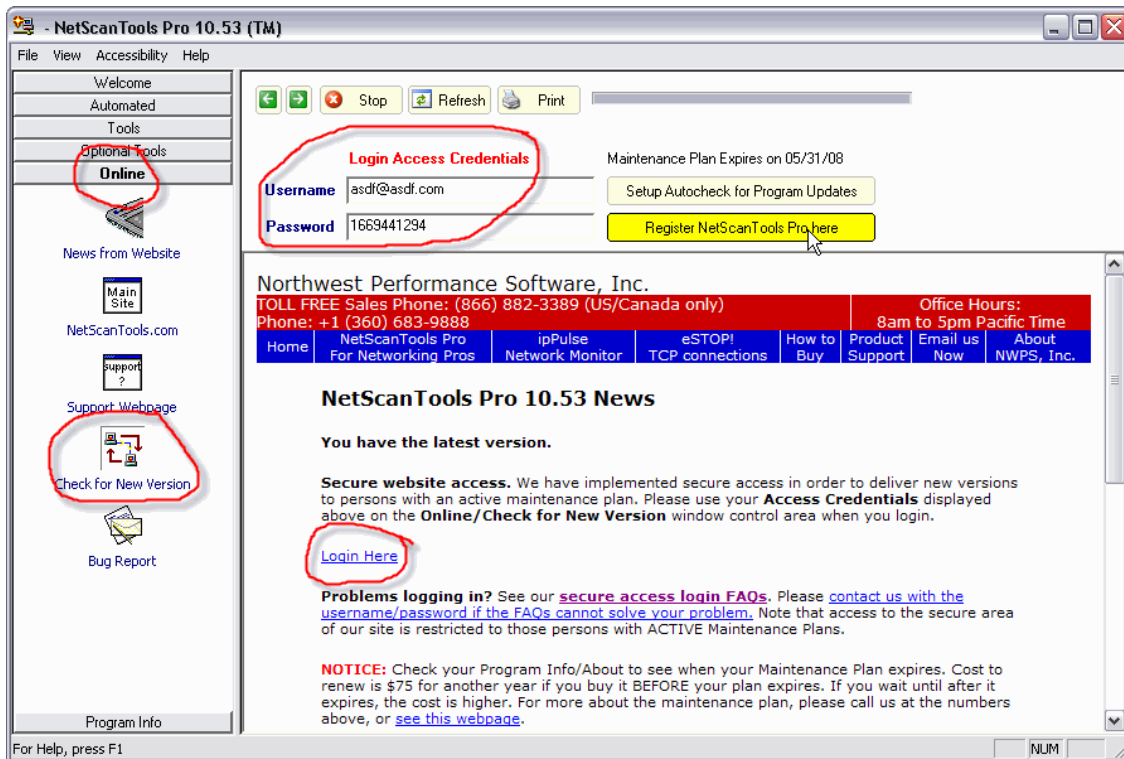 - NetScanTools Pro 10.53 (TM)
File View Accessibility Help
Welcome
Automated
Tools
Optional Tools
Online
News from Website
Main
Site
NetScanTools.com
support
?
Support Webpage
Check for New Version
Bug Report
Program Info
Stop Refresh Print
Login Access Credentials
Maintenance Plan Expires on 05/31/08
Username asdf@asdf.com
Setup Autocheck for Program Updates
Password 1669441294
Register NetScanTools Pro here
Northwest Performance Software, Inc.
TOLL FREE Sales Phone: (866) 882-3389 (US/Canada only)
Phone: +1 (360) 683-9888
Office Hours:
8am to 5pm Pacific Time
Home
NetScanTools Pro
For Networking Pros
ipPulse
Network Monitor
eSTOP!
TCP connections
How to
Buy
Product
Support
Email us
Now
About
NWPS, Inc.
NetScanTools Pro 10.53 News
You have the latest version.
Secure website access. We have implemented secure access in order to deliver new versions
to persons with an active maintenance plan. Please use your Access Credentials displayed
above on the Online/Check for New Version window control area when you login.
Login Here
Problems logging in? See our secure access login FAQs. Please contact us with the
username/password if the FAQs cannot solve your problem. Note that access to the secure area
of our site is restricted to those persons with ACTIVE Maintenance Plans.
NOTICE: Check your Program Info/About to see when your Maintenance Plan expires. Cost to
renew is $75 for another year if you buy it BEFORE your plan expires. If you wait until after it
expires, the cost is higher. For more about the maintenance plan, please call us at the numbers
above, or see this webpage.
For Help, press F1
NUM